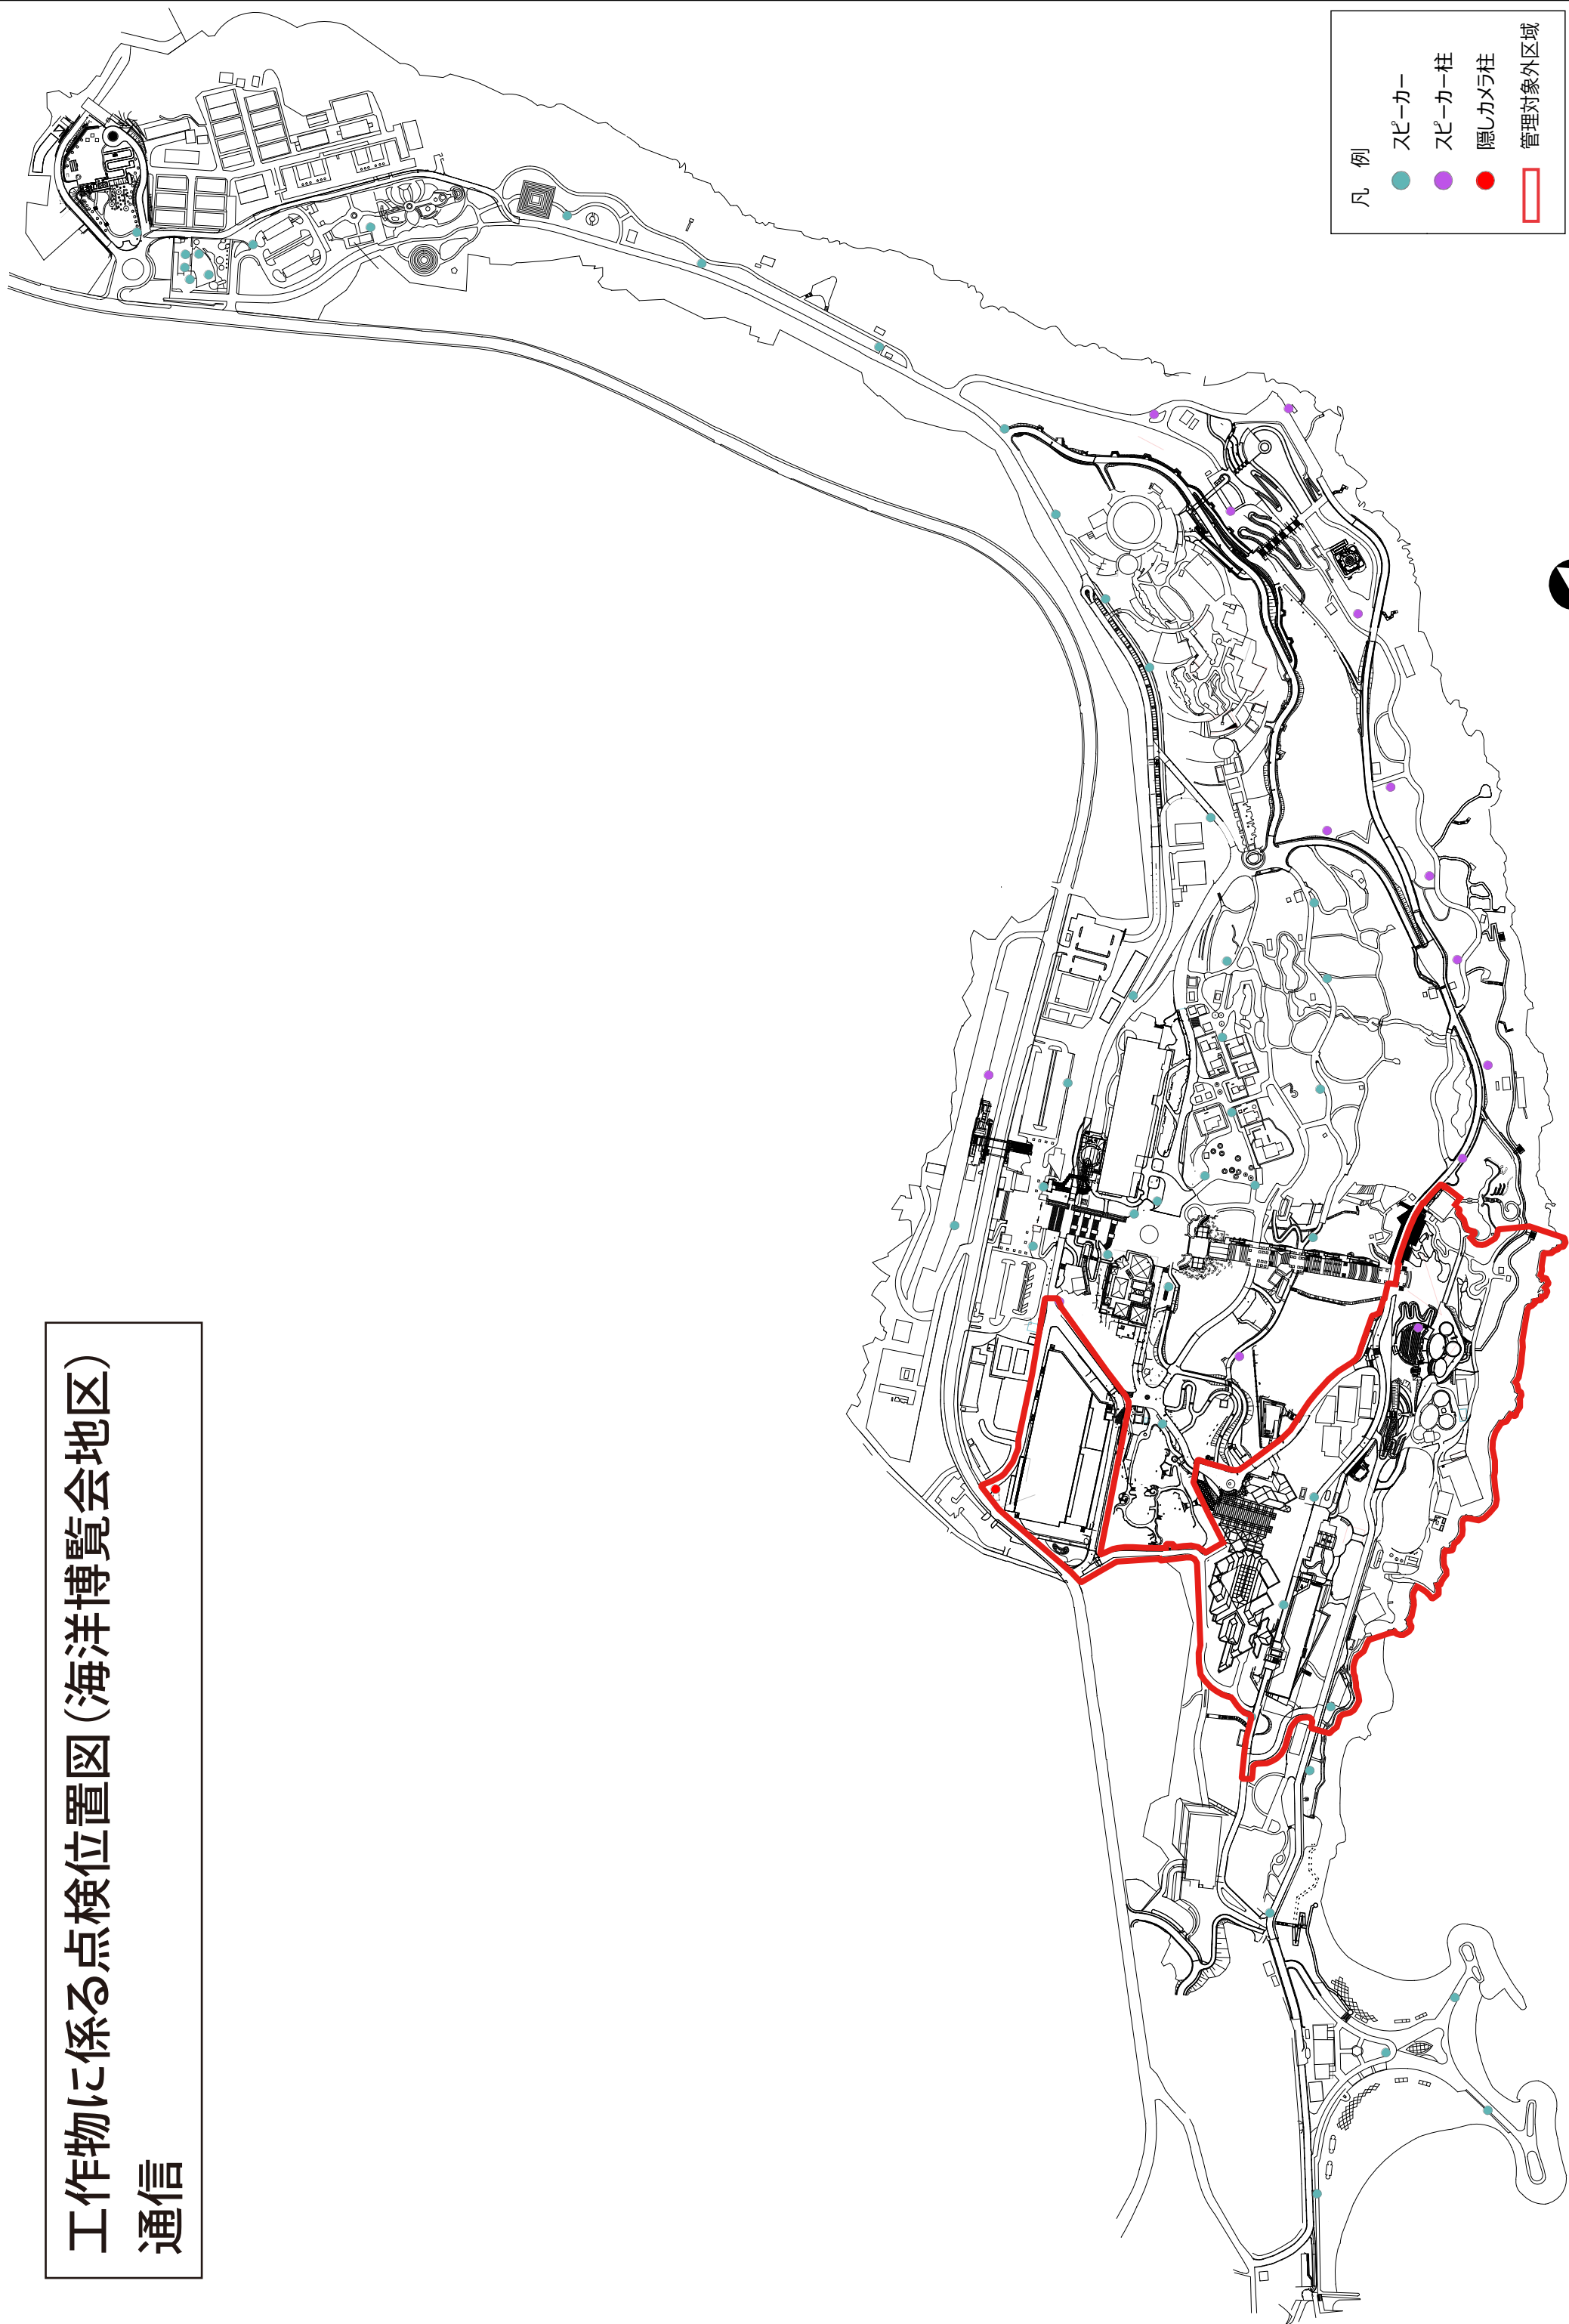 工作物に係る点検位置図（海洋博覧会地区）
通信
凡 例
スピーカー
スピーカー柱
隠しカメラ柱
管理対象外区域